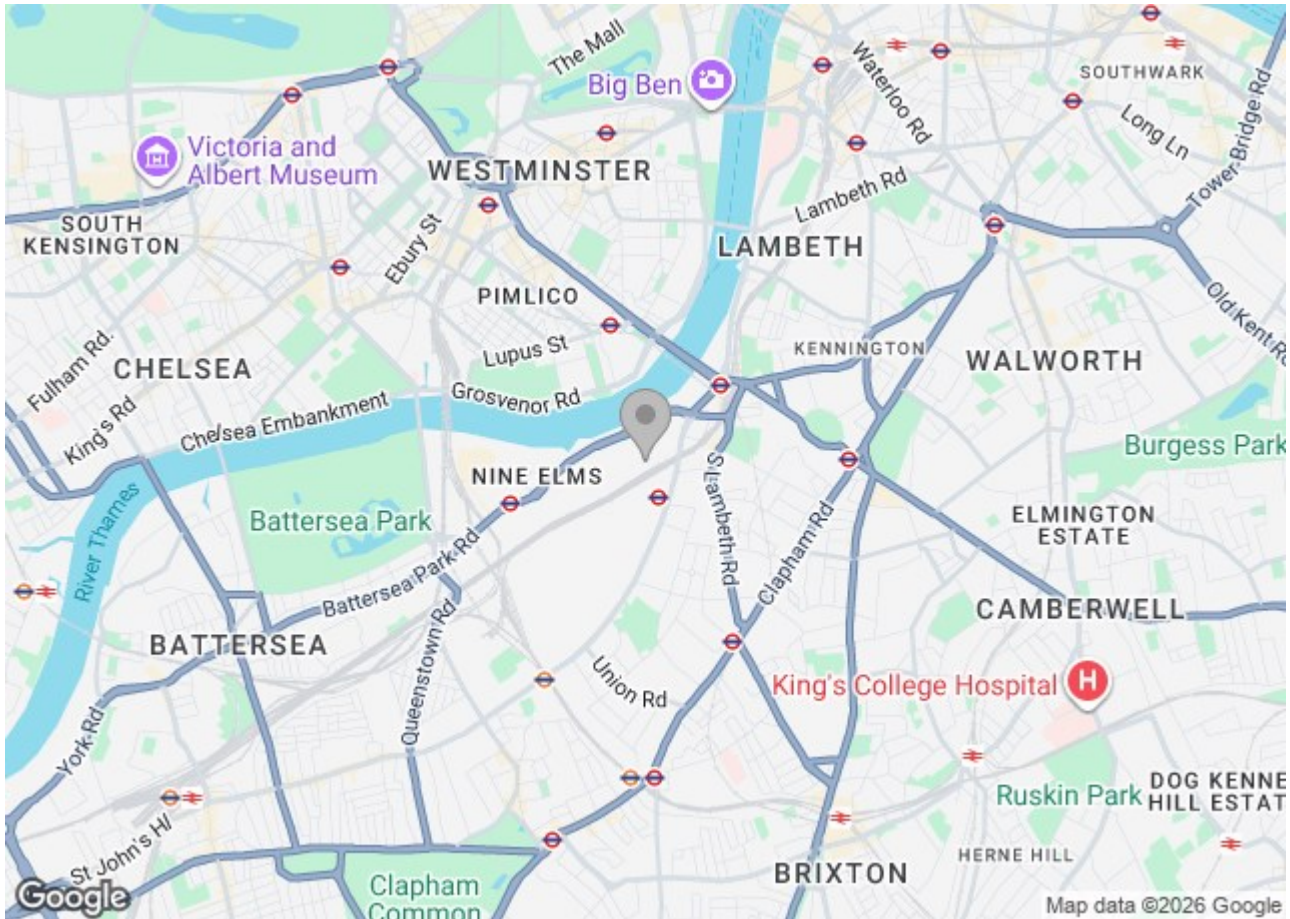 The Mall
Big Ben
Waterloo Rd
SOUTHWARK
Long Ln
Tower Bridge Rd
Victoria and
Albert Museum
WESTMINSTER
Lambeth Rd
SOUTH
KENSINGTON
Ebury St
LAMBETH
PIMLICO
Old Kent Rd
Lupus St
KENNINGTON
WALWORTH
Fulham Rd.
CHELSEA
Grosvenor Rd
King's Rd
Chelsea Embankment
Burgess Park
NINE ELMS
S Lambeth Rd
Battersea Park
Clapham Rd
ELMINGTON
ESTATE
River Thames
Battersea Park Rd
CAMBERWELL
BATTERSEA
Queenstown Rd
Union Rd
King's College Hospital
H
York Rd
Ruskin Park
DOG KENNE
HILL ESTAT
St John's Hl
HERNE HILL
BRIXTON
Clapham
Common
Google
Map data ©2026 Google